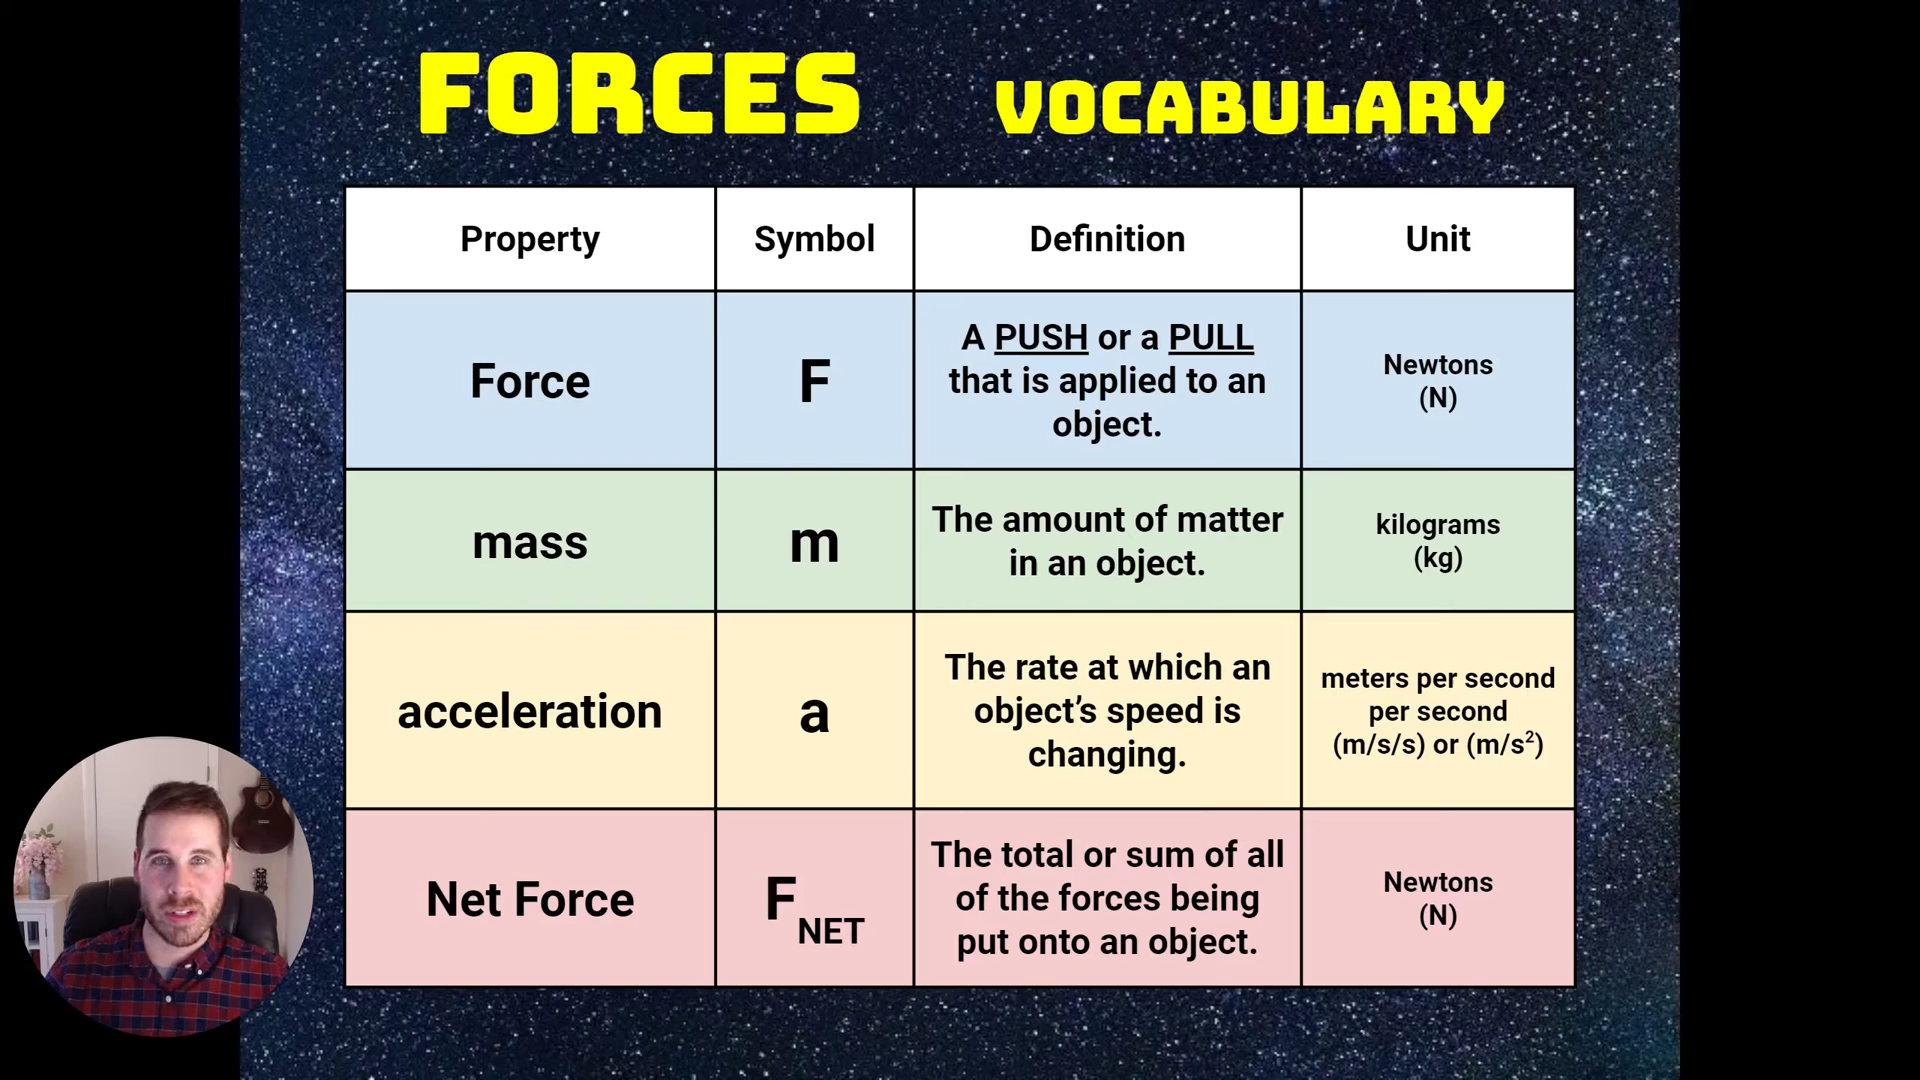 FORCES VOCABULARY
Property Symbol Definition Unit
Force F A PUSH or a PULL
that is applied to an
object. Newtons
(N)
mass m The amount of matter
in an object. kilograms
(kg)
acceleration a The rate at which an
object’s speed is
changing. meters per second
per second
(m/s/s) or (m/s²)
Net Force F NET The total or sum of all
of the forces being
put onto an object. Newtons
(N)